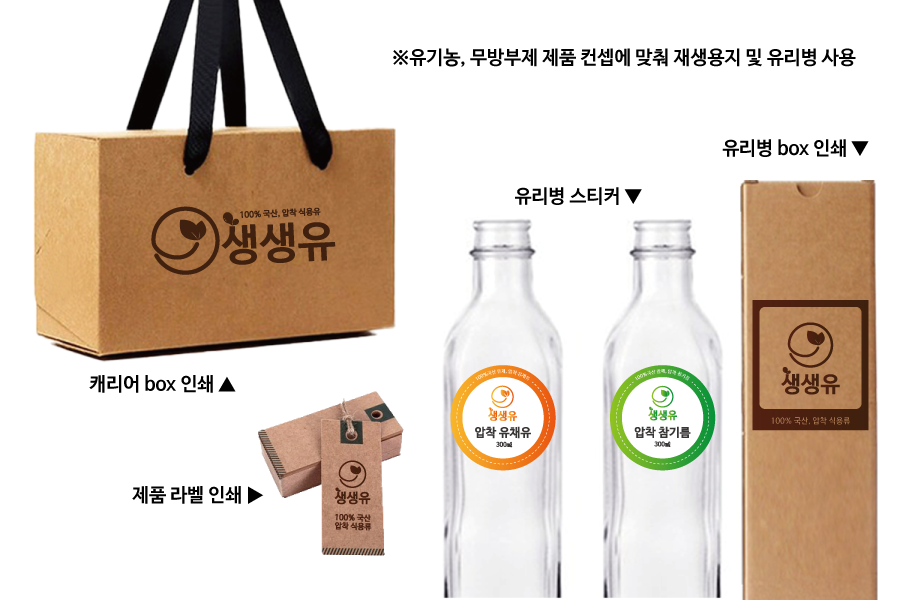 ※유기농, 무방부제 제품 컨셉에 맞춰 재생용지 및 유리병 사용
유리병 box 인쇄 ▼
유리병 스티커 ▼
100% 국산, 압착 식용유
생생유
캐리어 box 인쇄 ▲
생생유
압착 유채유
300㎖
생생유
압착 참기름
300㎖
생생유
100% 국산, 압착 식용류
제품 라벨 인쇄 ▶
생생유
100% 국산
압착 식용류